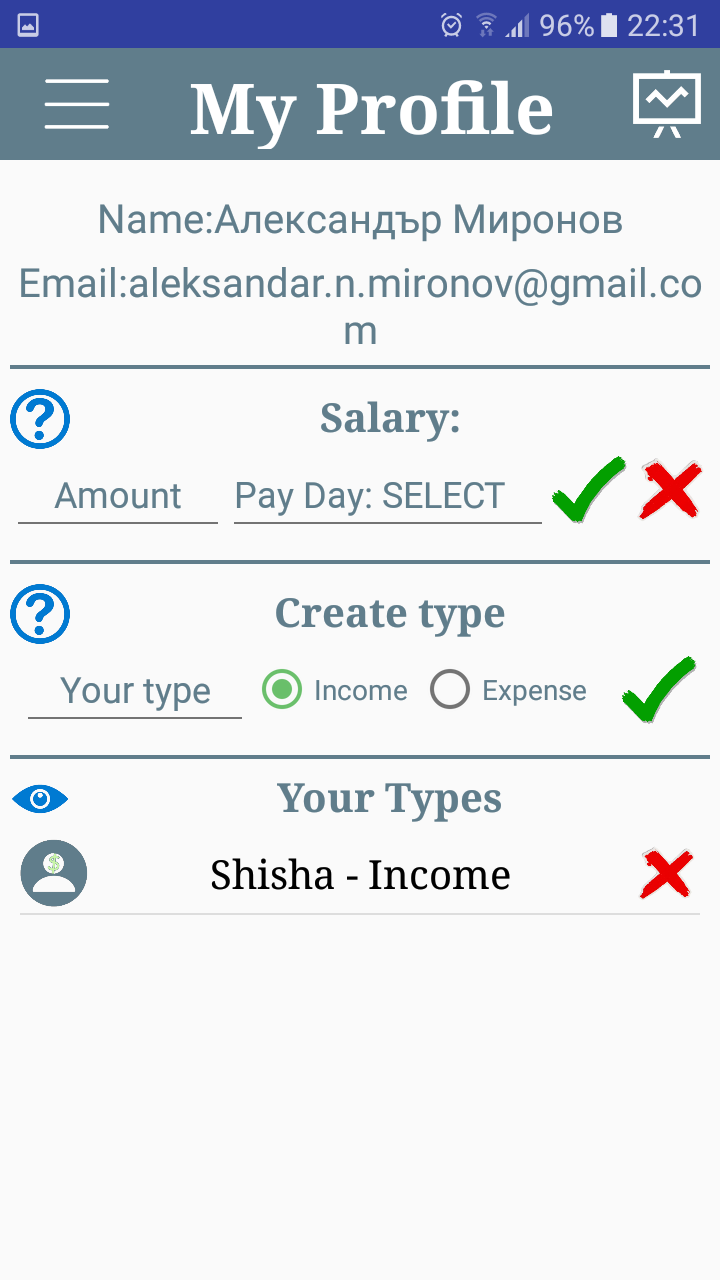 96% 22:31
My Profile
Name:Александър Миронов
Email:aleksandar.n.mironov@gmail.co
m
Salary:
Amount Pay Day: SELECT
Create type
Your type Income Expense
Your Types
Shisha - Income